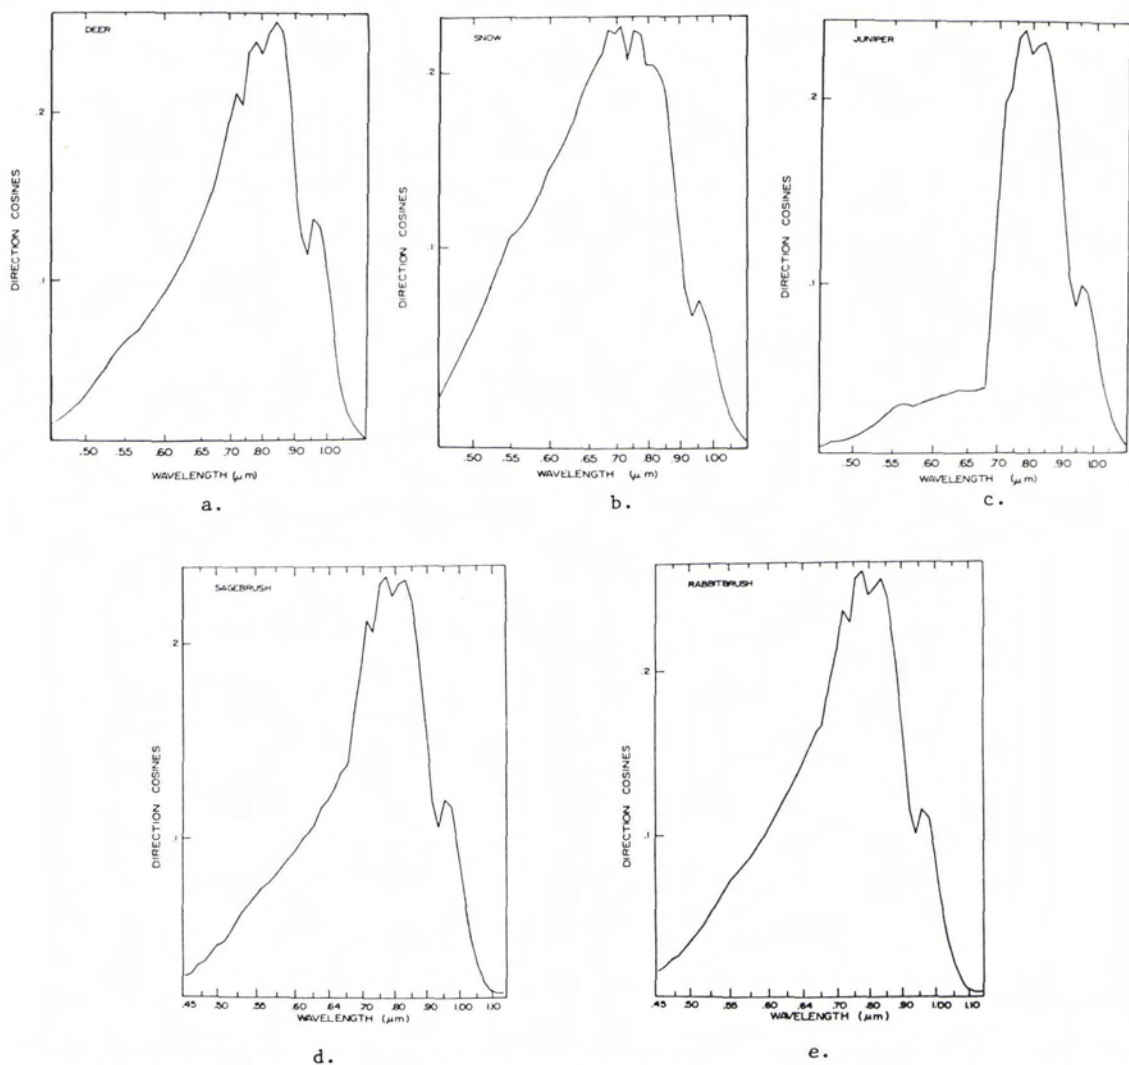 DEER
.2
.1
DIRECTION COSINES
.50 .55 .60 .65 .70 .80 .90 1.00
WAVELENGTH (μm)
a.
SNOW
.2
.1
DIRECTION COSINES
.50 .55 .60 .65 .70 .80 .90 1.00
WAVELENGTH (μm)
b.
JUNIPER
.2
.1
DIRECTION COSINES
.50 .55 .60 .65 .70 .80 .90 1.00
WAVELENGTH (μm)
c.
SAGEBRUSH
.2
.1
DIRECTION COSINES
.45 .50 .55 .60 .64 .70 .80 .90 1.00 1.10
WAVELENGTH (μm)
d.
RABBITBRUSH
.2
.1
DIRECTION COSINES
.45 .50 .55 .60 .64 .70 .80 .90 1.00 1.10
WAVELENGTH (μm)
e.